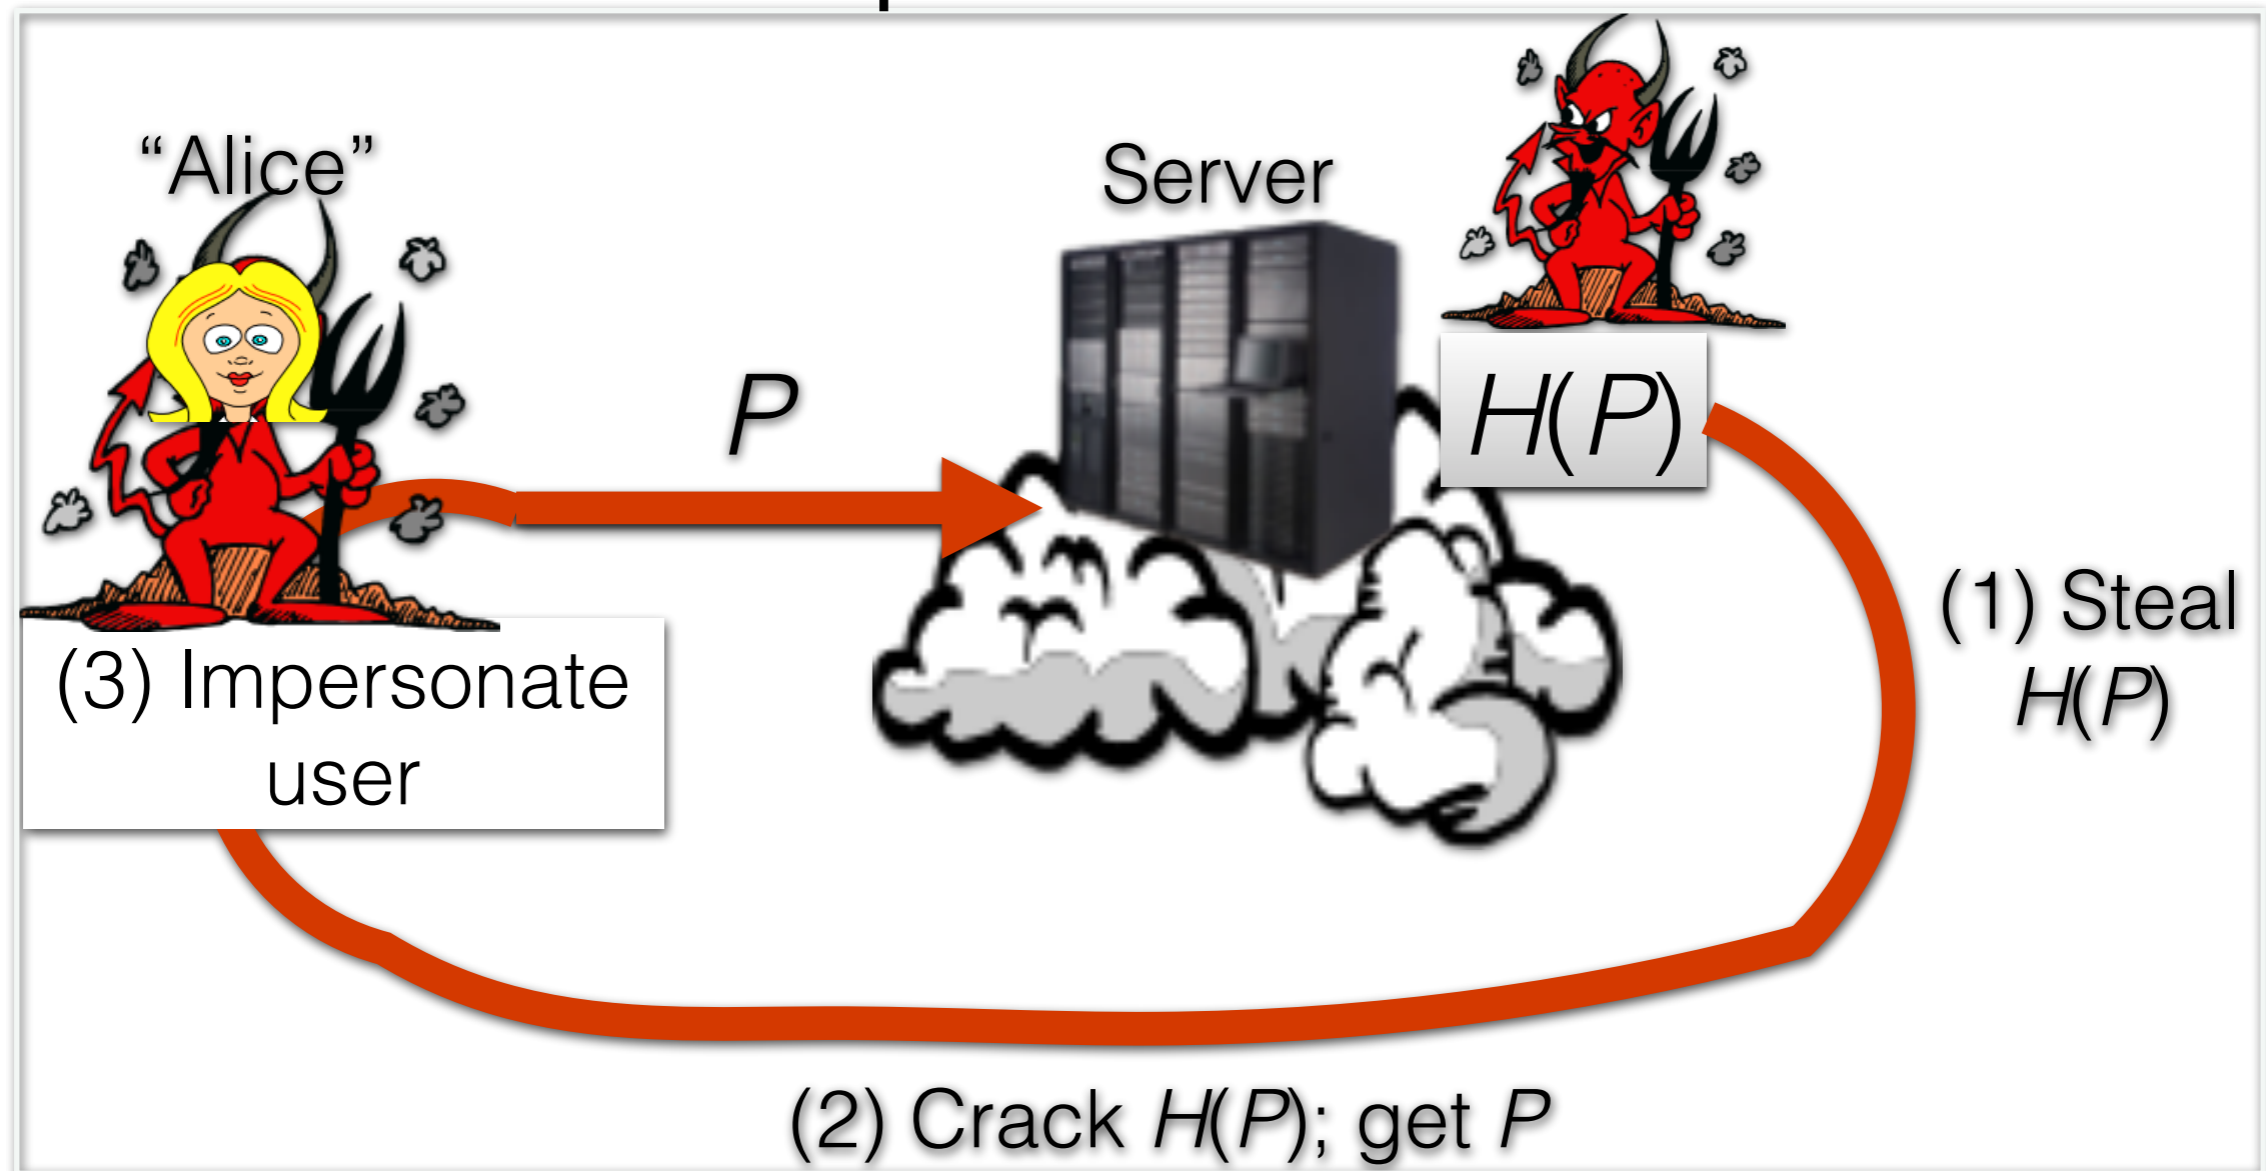 “Alice”
Server
P
H(P)
(1) Steal
H(P)
(3) Impersonate
user
(2) Crack H(P); get P